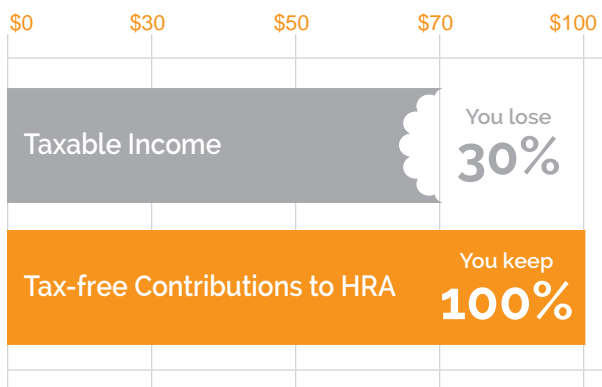 $0 $30 $50 $70 $100
Taxable Income
You lose
30%
Tax-free Contributions to HRA
You keep
100%